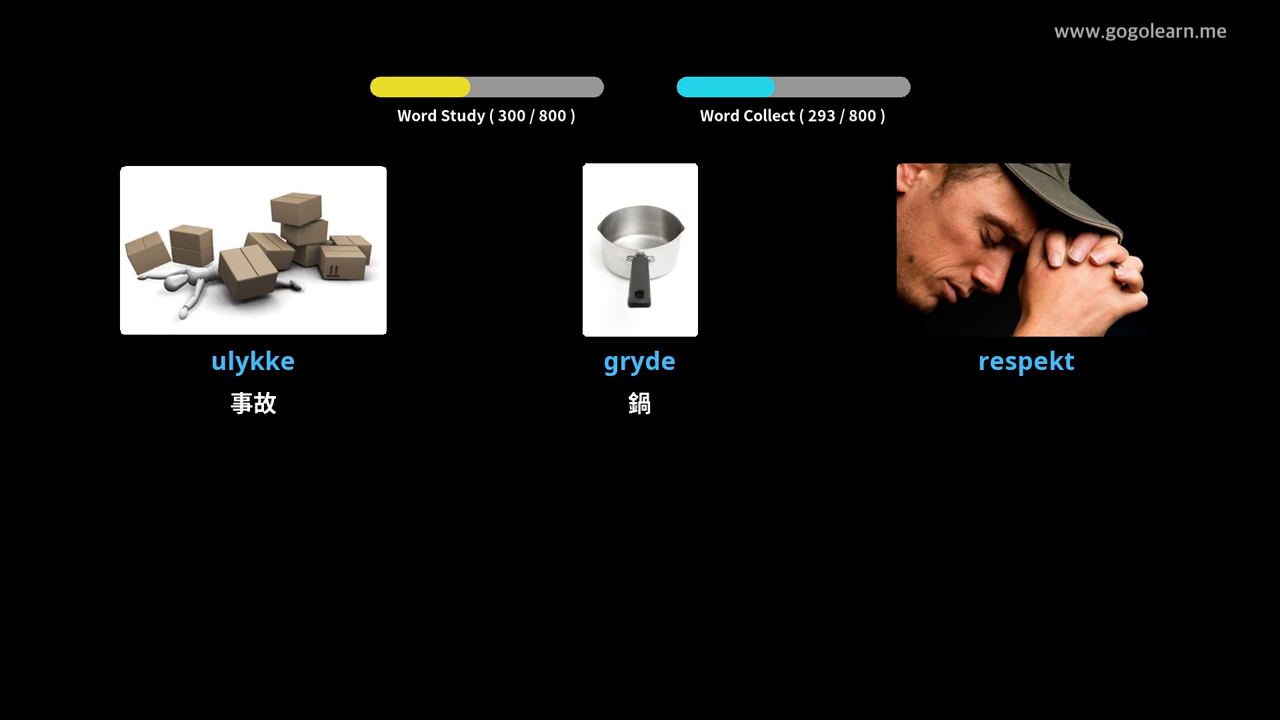 www.gogolearn.me
Word Study ( 300 / 800 )
Word Collect ( 293 / 800 )
ulykke
gryde
respekt
事故
鍋